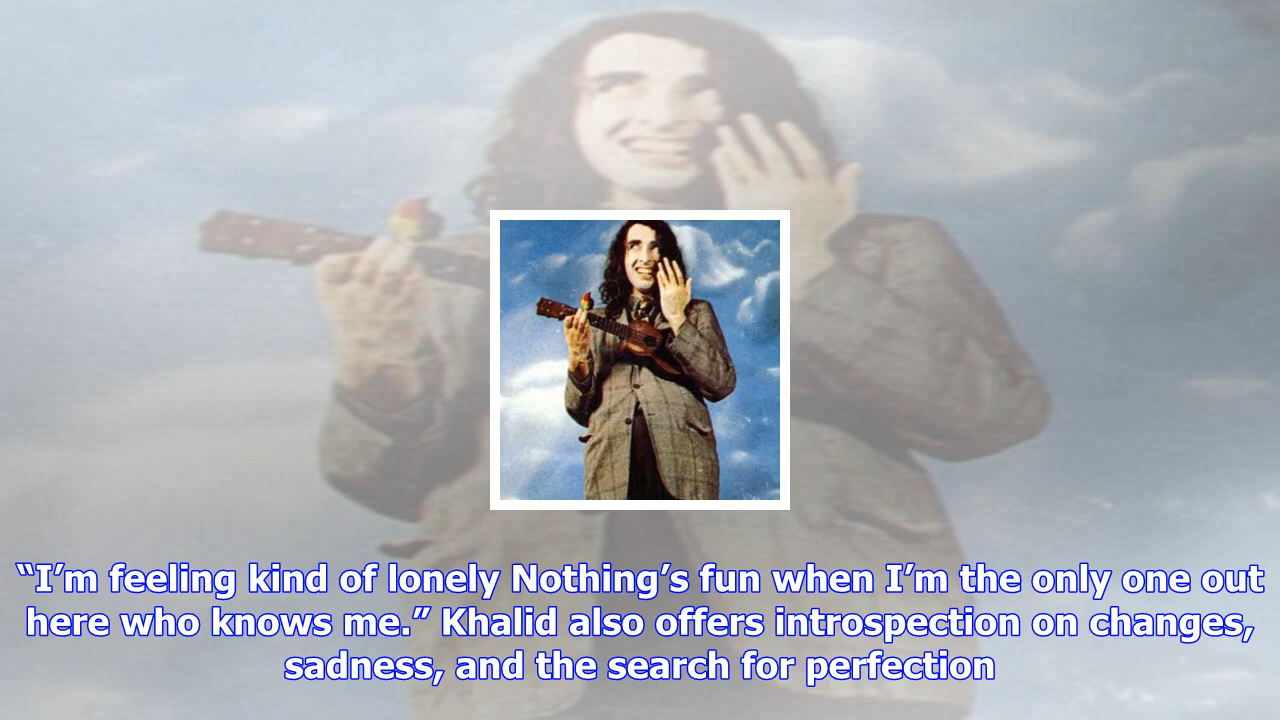 “I’m feeling kind of lonely Nothing’s fun when I’m the only one out
here who knows me.” Khalid also offers introspection on changes,
sadness, and the search for perfection